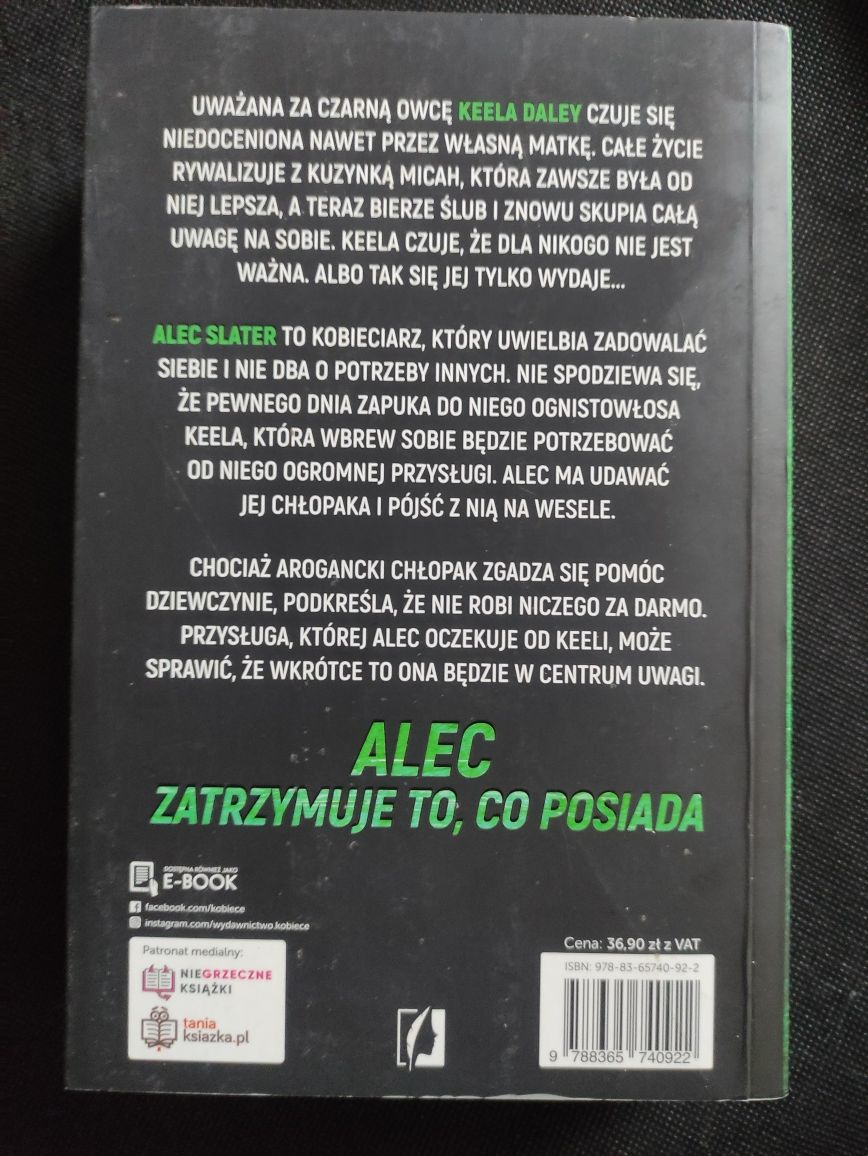 UWAŻANA ZA CZARNĄ OWCĘ KEELA DALEY CZUJE SIĘ
NIEDOCENIONA NAWET PRZEZ WŁASNĄ MATKĘ. CAŁE ŻYCIE
RYWALIZUJE Z KUZYNKĄ MICAH, KTÓRA ZAWSZE BYŁA OD
NIEJ LEPSZA, A TERAZ BIERZE ŚLUB I ZNOWU SKUPIA CAŁĄ
UWAGĘ NA SOBIE. KEELA CZUJE, ŻE DLA NIKOGO NIE JEST
WAŻNA. ALBO TAK SIĘ JEJ TYLKO WYDAJE...
ALEC SLATER TO KOBIECIARZ, KTÓRY UWIELBIA ZADOWALAĆ
SIEBIE I NIE DBA O POTRZEBY INNYCH. NIE SPODZIEWA SIĘ,
ŻE PEWNEGO DNIA ZAPUKA DO NIEGO OGNISTOWŁOSA
KEELA, KTÓRA WBREW SOBIE BĘDZIE POTRZEBOWAĆ
OD NIEGO OGROMNEJ PRZYSŁUGI. ALEC MA UDAWAĆ
JEJ CHŁOPAKA I PÓJŚĆ Z NIĄ NA WESELE.
CHOCIAŻ AROGANCKI CHŁOPAK ZGADZA SIĘ POMÓC
DZIEWCZYNIE, PODKREŚLA, ŻE NIE ROBI NICZEGO ZA DARMO.
PRZYSŁUGA, KTÓREJ ALEC OCZEKUJE OD KEELI, MOŻE
SPRAWIĆ, ŻE WKRÓTCE TO ONA BĘDZIE W CENTRUM UWAGI.
ALEC
ZATRZYMUJE TO, CO POSIADA
DOSTĘPNA RÓWNIEŻ JAKO
E-BOOK
facebook.com/kobiece
instagram.com/wydawnictwo.kobiece
Patronat medialny:
NIEGRZECZNE
KSIĄŻKI
tania
ksiazka.pl
Cena: 36,90 zł z VAT
ISBN: 978-83-65740-92-2
9 788365 740922